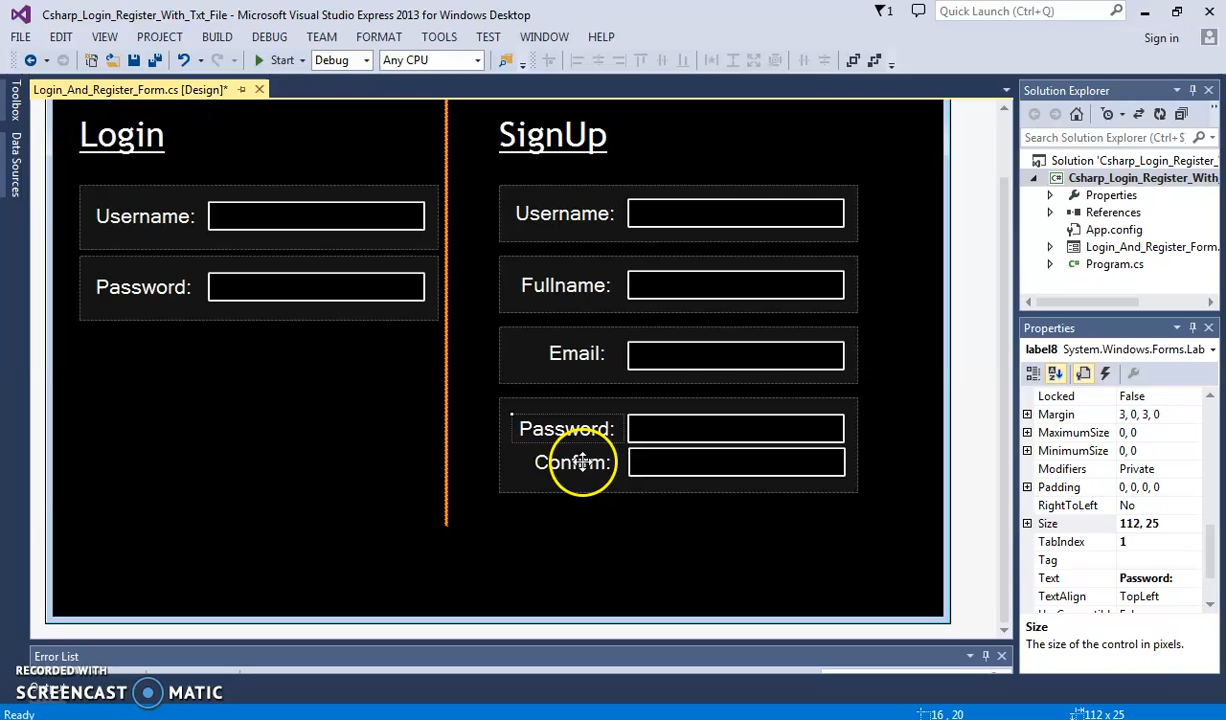 Csharp_Login_Register_With_Txt_File - Microsoft Visual Studio Express 2013 for Windows Desktop
1
Quick Launch (Ctrl+Q)
FILE EDIT VIEW PROJECT BUILD DEBUG TEAM FORMAT TOOLS TEST WINDOW HELP
Sign in
Start Debug Any CPU
Toolbox
Data Sources
Login_And_Register_Form.cs [Design]*
Login
Username:
Password:
SignUp
Username:
Fullname:
Email:
Password:
Confirm:
Solution Explorer
Search Solution Explorer (Ctrl+$)
Solution 'Csharp_Login_Register_
Csharp_Login_Register_With_
Properties
References
App.config
Login_And_Register_Form.
Program.cs
Properties
label8 System.Windows.Forms.Lab
Locked False
Margin 3, 0, 3, 0
MaximumSize 0, 0
MinimumSize 0, 0
Modifiers Private
Padding 0, 0, 0, 0
RightToLeft No
Size 112, 25
TabIndex 1
Tag
Text Password:
TextAlign TopLeft
Size
The size of the control in pixels.
Error List
RECORDED WITH
SCREENCAST MATIC
Ready
16 , 20
112 x 25